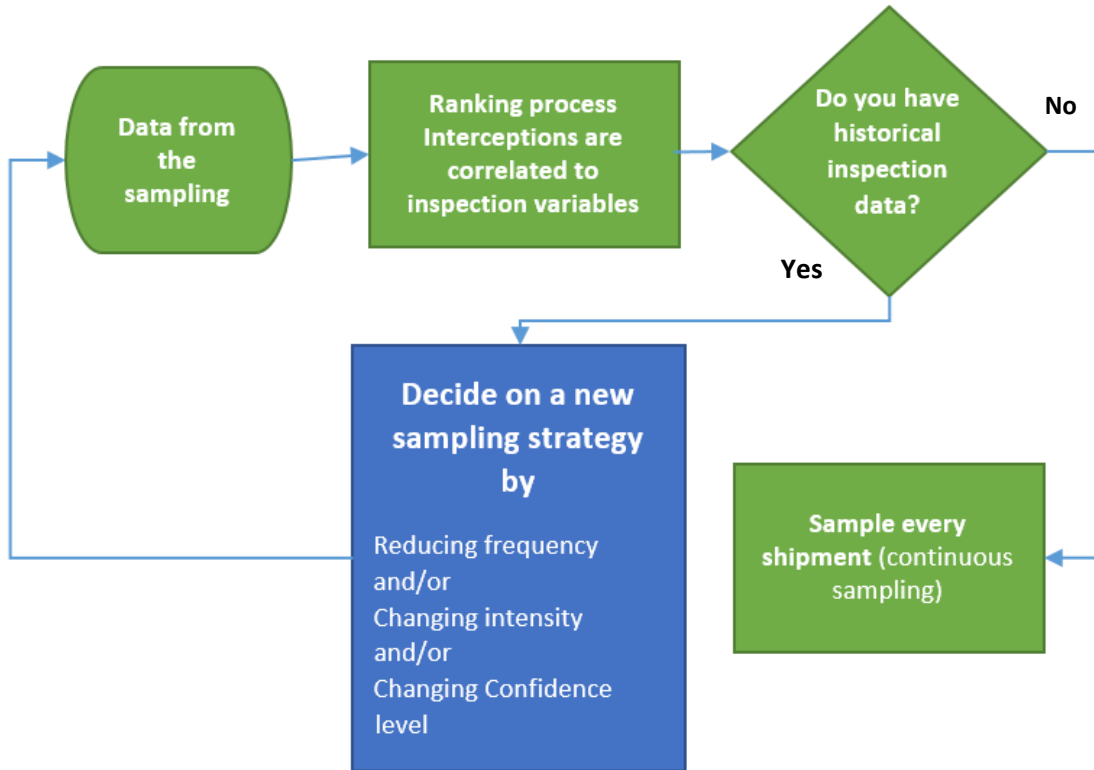 Data from
the
sampling
Ranking process
Interceptions are
correlated to
inspection variables
Do you have
historical
inspection
data?
No
Yes
Decide on a new
sampling strategy
by
Reducing frequency
and/or
Changing intensity
and/or
Changing Confidence
level
Sample every
shipment (continuous
sampling)